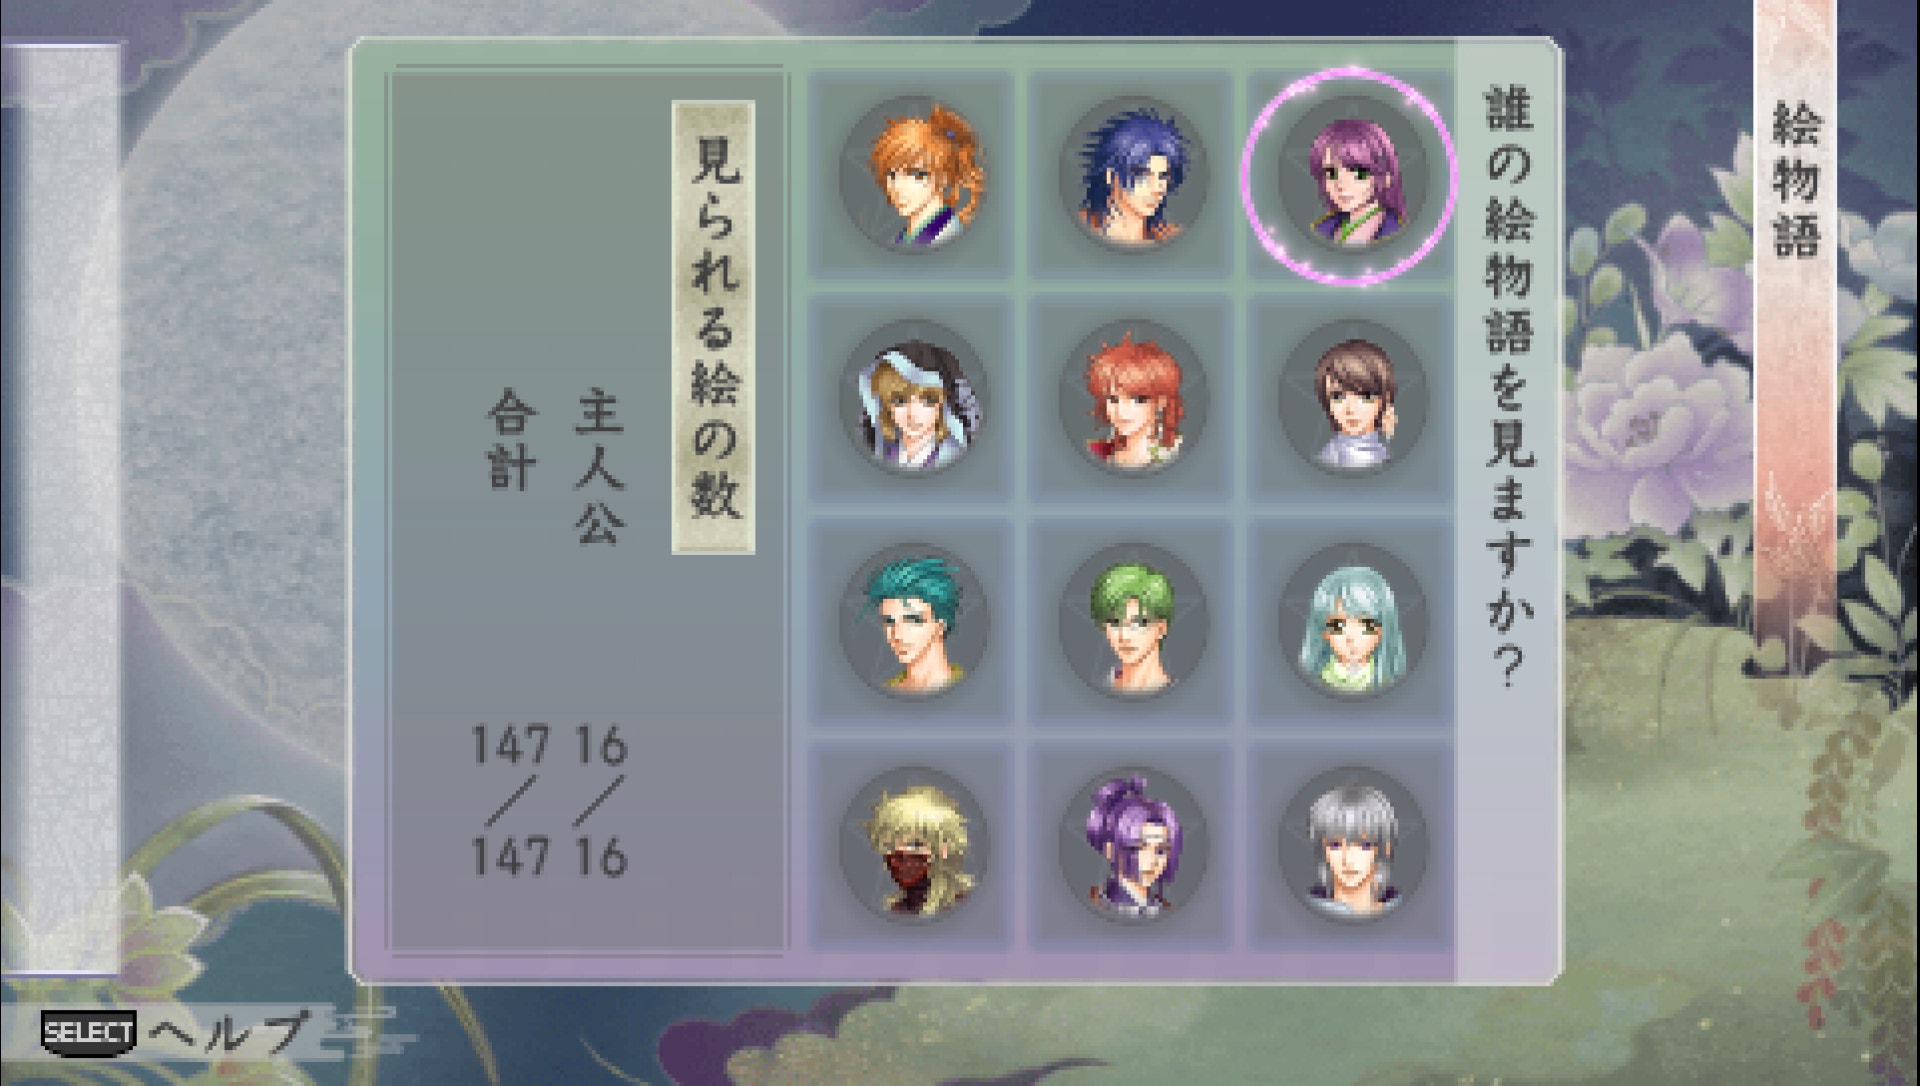 絵物語
誰の絵物語を見ますか?
見られる絵の数
主人公 16/16
合計 147/147
SELECT ヘルプ